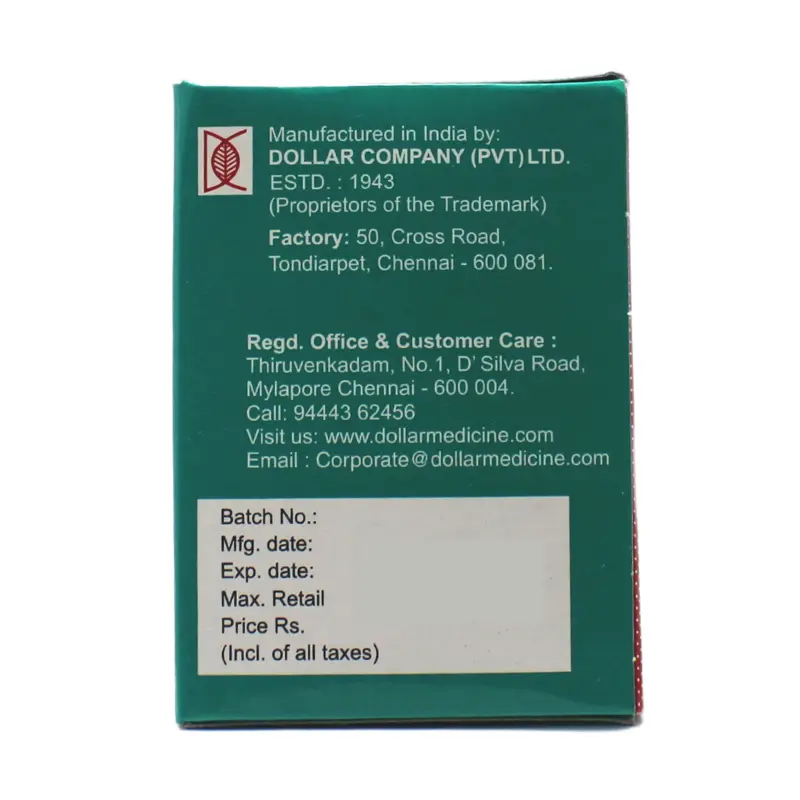 Manufactured in India by:
DOLLAR COMPANY (PVT) LTD.
ESTD. : 1943
(Proprietors of the Trademark)
Factory: 50, Cross Road,
Tondiarpet, Chennai - 600 081.
Regd. Office & Customer Care :
Thiruvenkadam, No.1, D' Silva Road,
Mylapore Chennai - 600 004.
Call: 94443 62456
Visit us: www.dollarmedicine.com
Email : Corporate@dollarmedicine.com
Batch No.:
Mfg. date:
Exp. date:
Max. Retail
Price Rs.
(Incl. of all taxes)